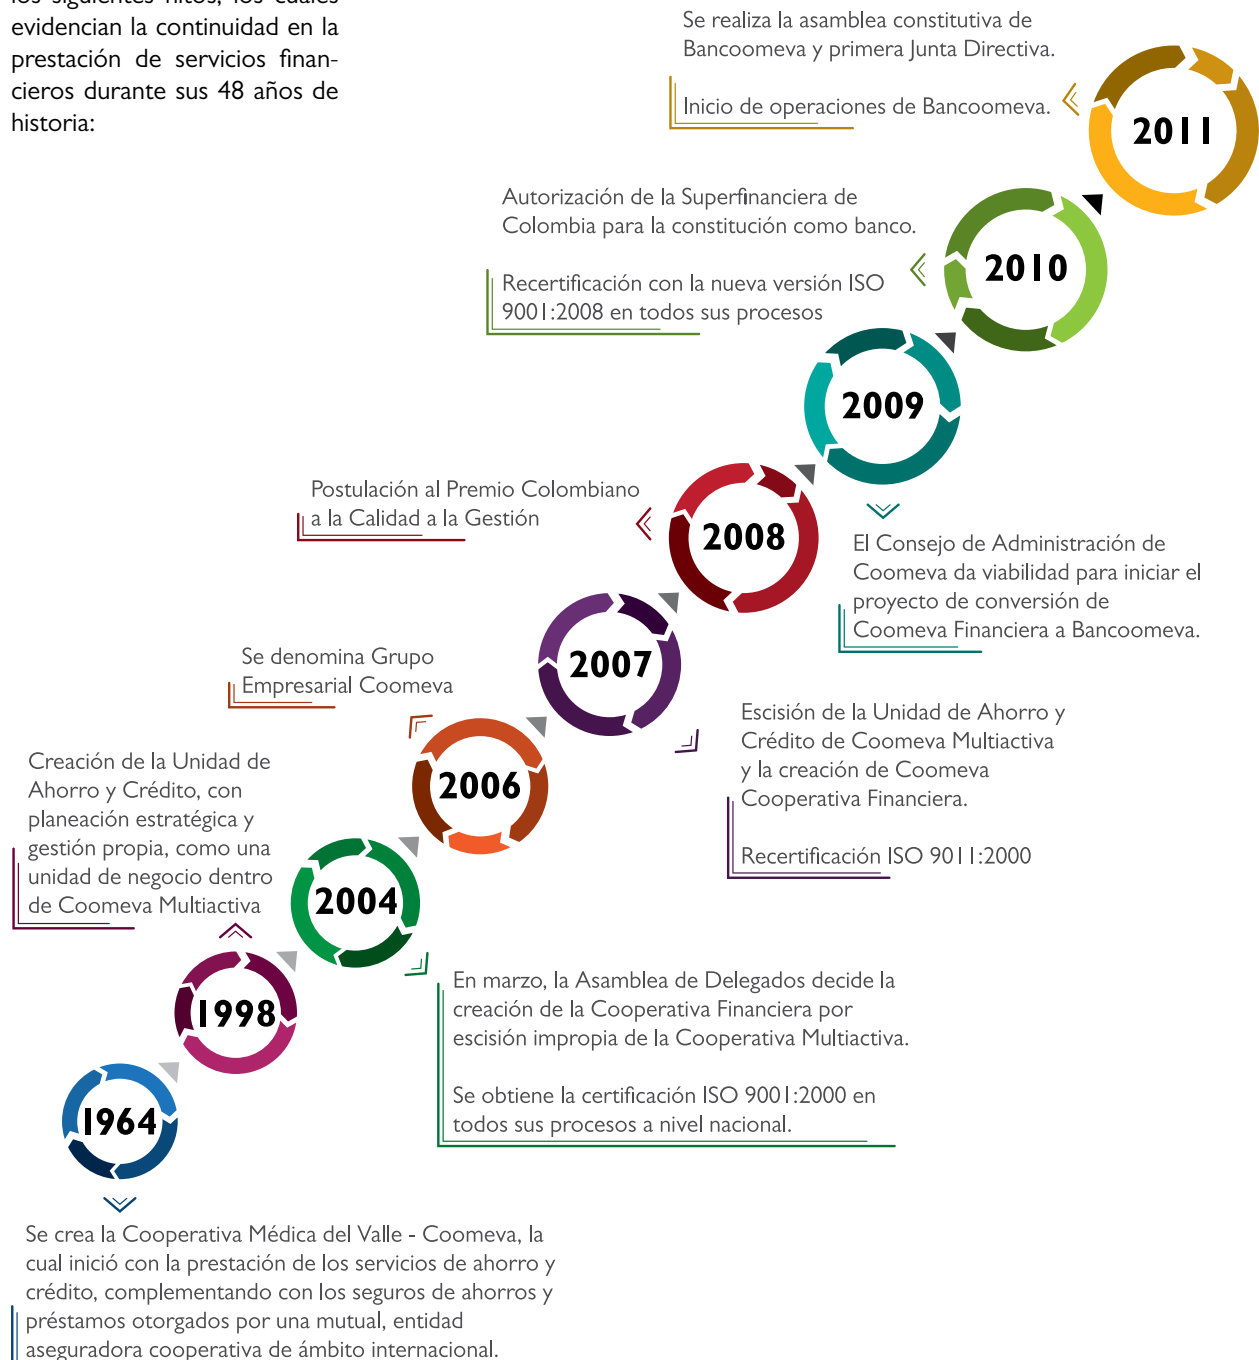 los siguientes hitos, los cuales
evidencian la continuidad en la
prestación de servicios finan-
cieros durante sus 48 años de
historia:
Se realiza la asamblea constitutiva de
Bancoomeva y primera Junta Directiva.
Inicio de operaciones de Bancoomeva.
2011
Autorización de la Superfinanciera de
Colombia para la constitución como banco.
Recertificación con la nueva versión ISO
9001:2008 en todos sus procesos
2010
2009
El Consejo de Administración de
Coomeva da viabilidad para iniciar el
proyecto de conversión de
Coomeva Financiera a Bancoomeva.
Postulación al Premio Colombiano
a la Calidad a la Gestión
2008
2007
Escisión de la Unidad de Ahorro y
Crédito de Coomeva Multiactiva
y la creación de Coomeva
Cooperativa Financiera.
Recertificación ISO 9011:2000
Se denomina Grupo
Empresarial Coomeva
2006
Creación de la Unidad de
Ahorro y Crédito, con
planeación estratégica y
gestión propia, como una
unidad de negocio dentro
de Coomeva Multiactiva
2004
En marzo, la Asamblea de Delegados decide la
creación de la Cooperativa Financiera por
escisión impropia de la Cooperativa Multiactiva.
Se obtiene la certificación ISO 9001:2000 en
todos sus procesos a nivel nacional.
1998
1964
Se crea la Cooperativa Médica del Valle - Coomeva, la
cual inició con la prestación de los servicios de ahorro y
crédito, complementando con los seguros de ahorros y
préstamos otorgados por una mutual, entidad
aseguradora cooperativa de ámbito internacional.